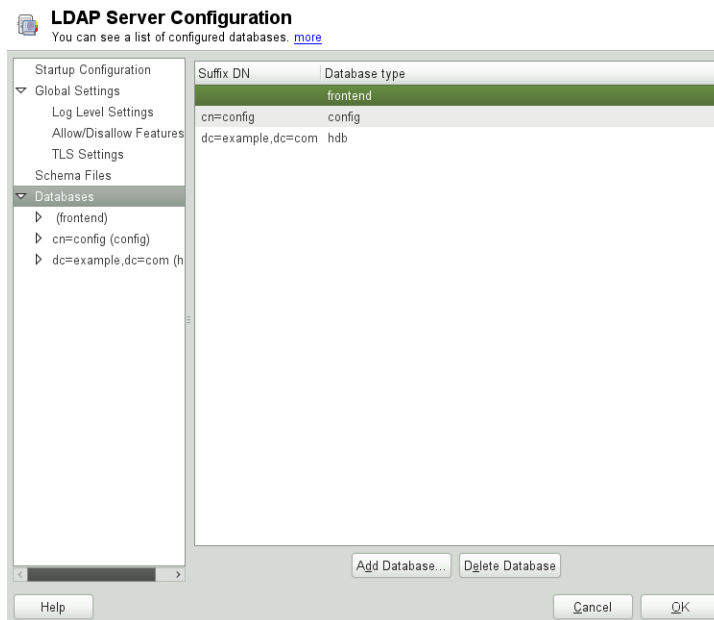 LDAP Server Configuration
You can see a list of configured databases. more
Startup Configuration
Global Settings
Log Level Settings
Allow/Disallow Features
TLS Settings
Schema Files
Databases
(frontend)
cn=config (config)
dc=example,dc=com (h
Suffix DN Database type
frontend
cn=config config
dc=example,dc=com hdb
Add Database... Delete Database
Help Cancel OK